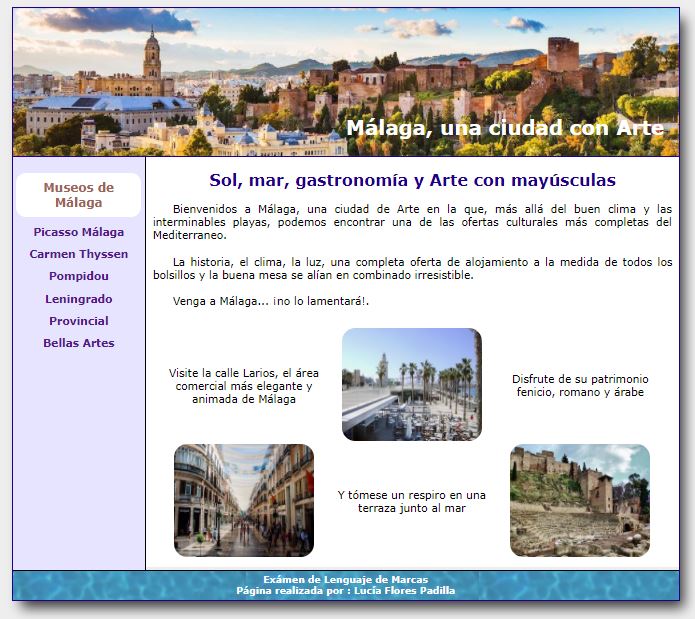 Málaga, una ciudad con Arte
Museos de
Málaga
Picasso Málaga
Carmen Thyssen
Pompidou
Leningrado
Provincial
Bellas Artes
Sol, mar, gastronomía y Arte con mayúsculas
Bienvenidos a Málaga, una ciudad de Arte en la que, más allá del buen clima y las
interminables playas, podemos encontrar una de las ofertas culturales más completas del
Mediterraneo.
La historia, el clima, la luz, una completa oferta de alojamiento a la medida de todos los
bolsillos y la buena mesa se alían en combinado irresistible.
Venga a Málaga... ¡no lo lamentará!.
Visite la calle Larios, el área
comercial más elegante y
animada de Málaga
Disfrute de su patrimonio
fenicio, romano y árabe
Y tómese un respiro en una
terraza junto al mar
Exámen de Lenguaje de Marcas
Página realizada por : Lucía Flores Padilla